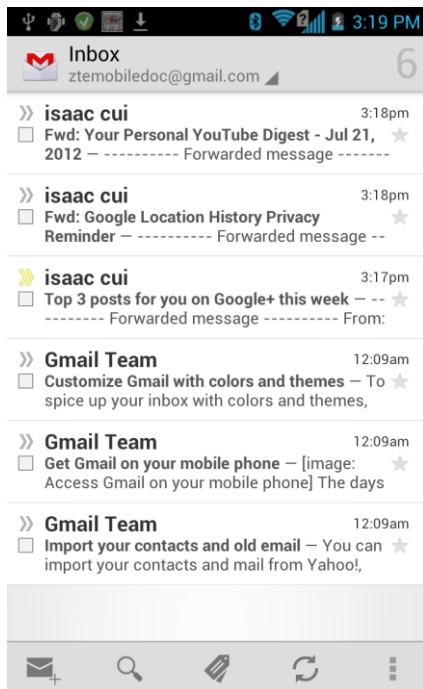 3:19 PM
Inbox
6
ztemobiledoc@gmail.com
isaac cui 3:18pm
Fwd: Your Personal YouTube Digest - Jul 21,
2012 – ---------- Forwarded message -------
isaac cui 3:18pm
Fwd: Google Location History Privacy
Reminder – ---------- Forwarded message --
isaac cui 3:17pm
Top 3 posts for you on Google+ this week – --
-------- Forwarded message ---------- From:
Gmail Team 12:09am
Customize Gmail with colors and themes – To
spice up your inbox with colors and themes,
Gmail Team 12:09am
Get Gmail on your mobile phone – [image:
Access Gmail on your mobile phone] The days
Gmail Team 12:09am
Import your contacts and old email – You can
import your contacts and mail from Yahoo!,